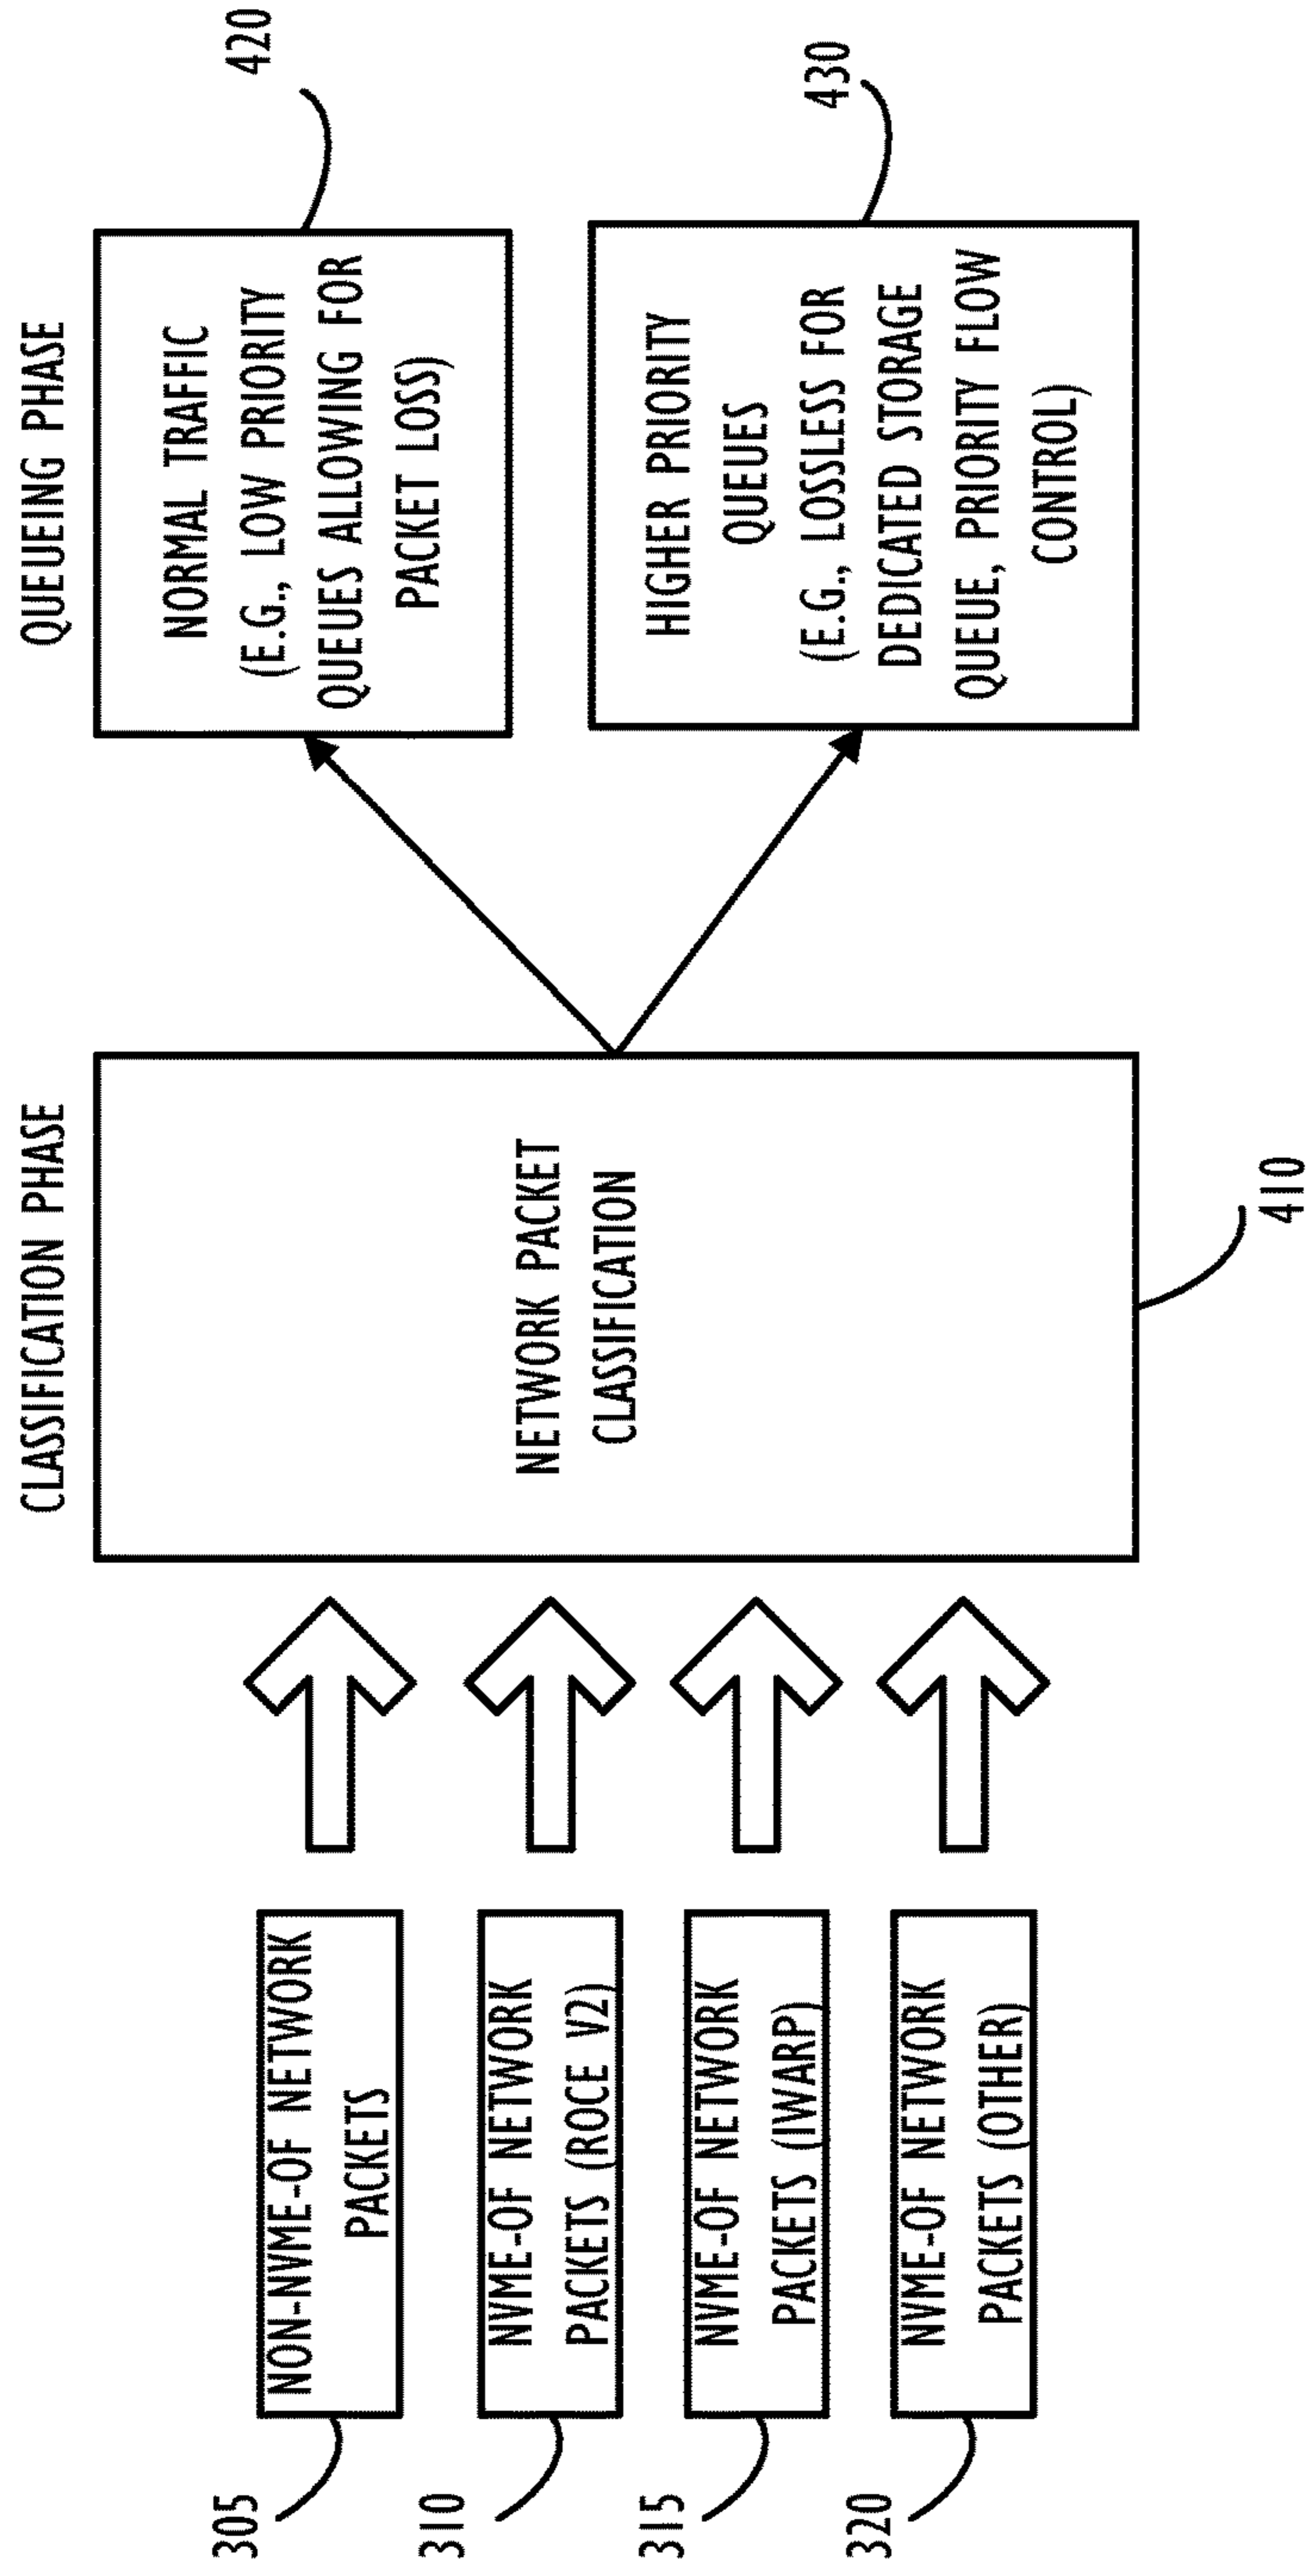 CLASSIFICATION PHASE
QUEUEING PHASE
305
NON-NVME-OF NETWORK
PACKETS
310
NVME-OF NETWORK
PACKETS (ROCE V2)
315
NVME-OF NETWORK
PACKETS (IWARP)
320
NVME-OF NETWORK
PACKETS (OTHER)
NETWORK PACKET
CLASSIFICATION
410
NORMAL TRAFFIC
(E.G., LOW PRIORITY
QUEUES ALLOWING FOR
PACKET LOSS)
420
HIGHER PRIORITY
QUEUES
(E.G., LOSSLESS FOR
DEDICATED STORAGE
QUEUE, PRIORITY FLOW
CONTROL)
430